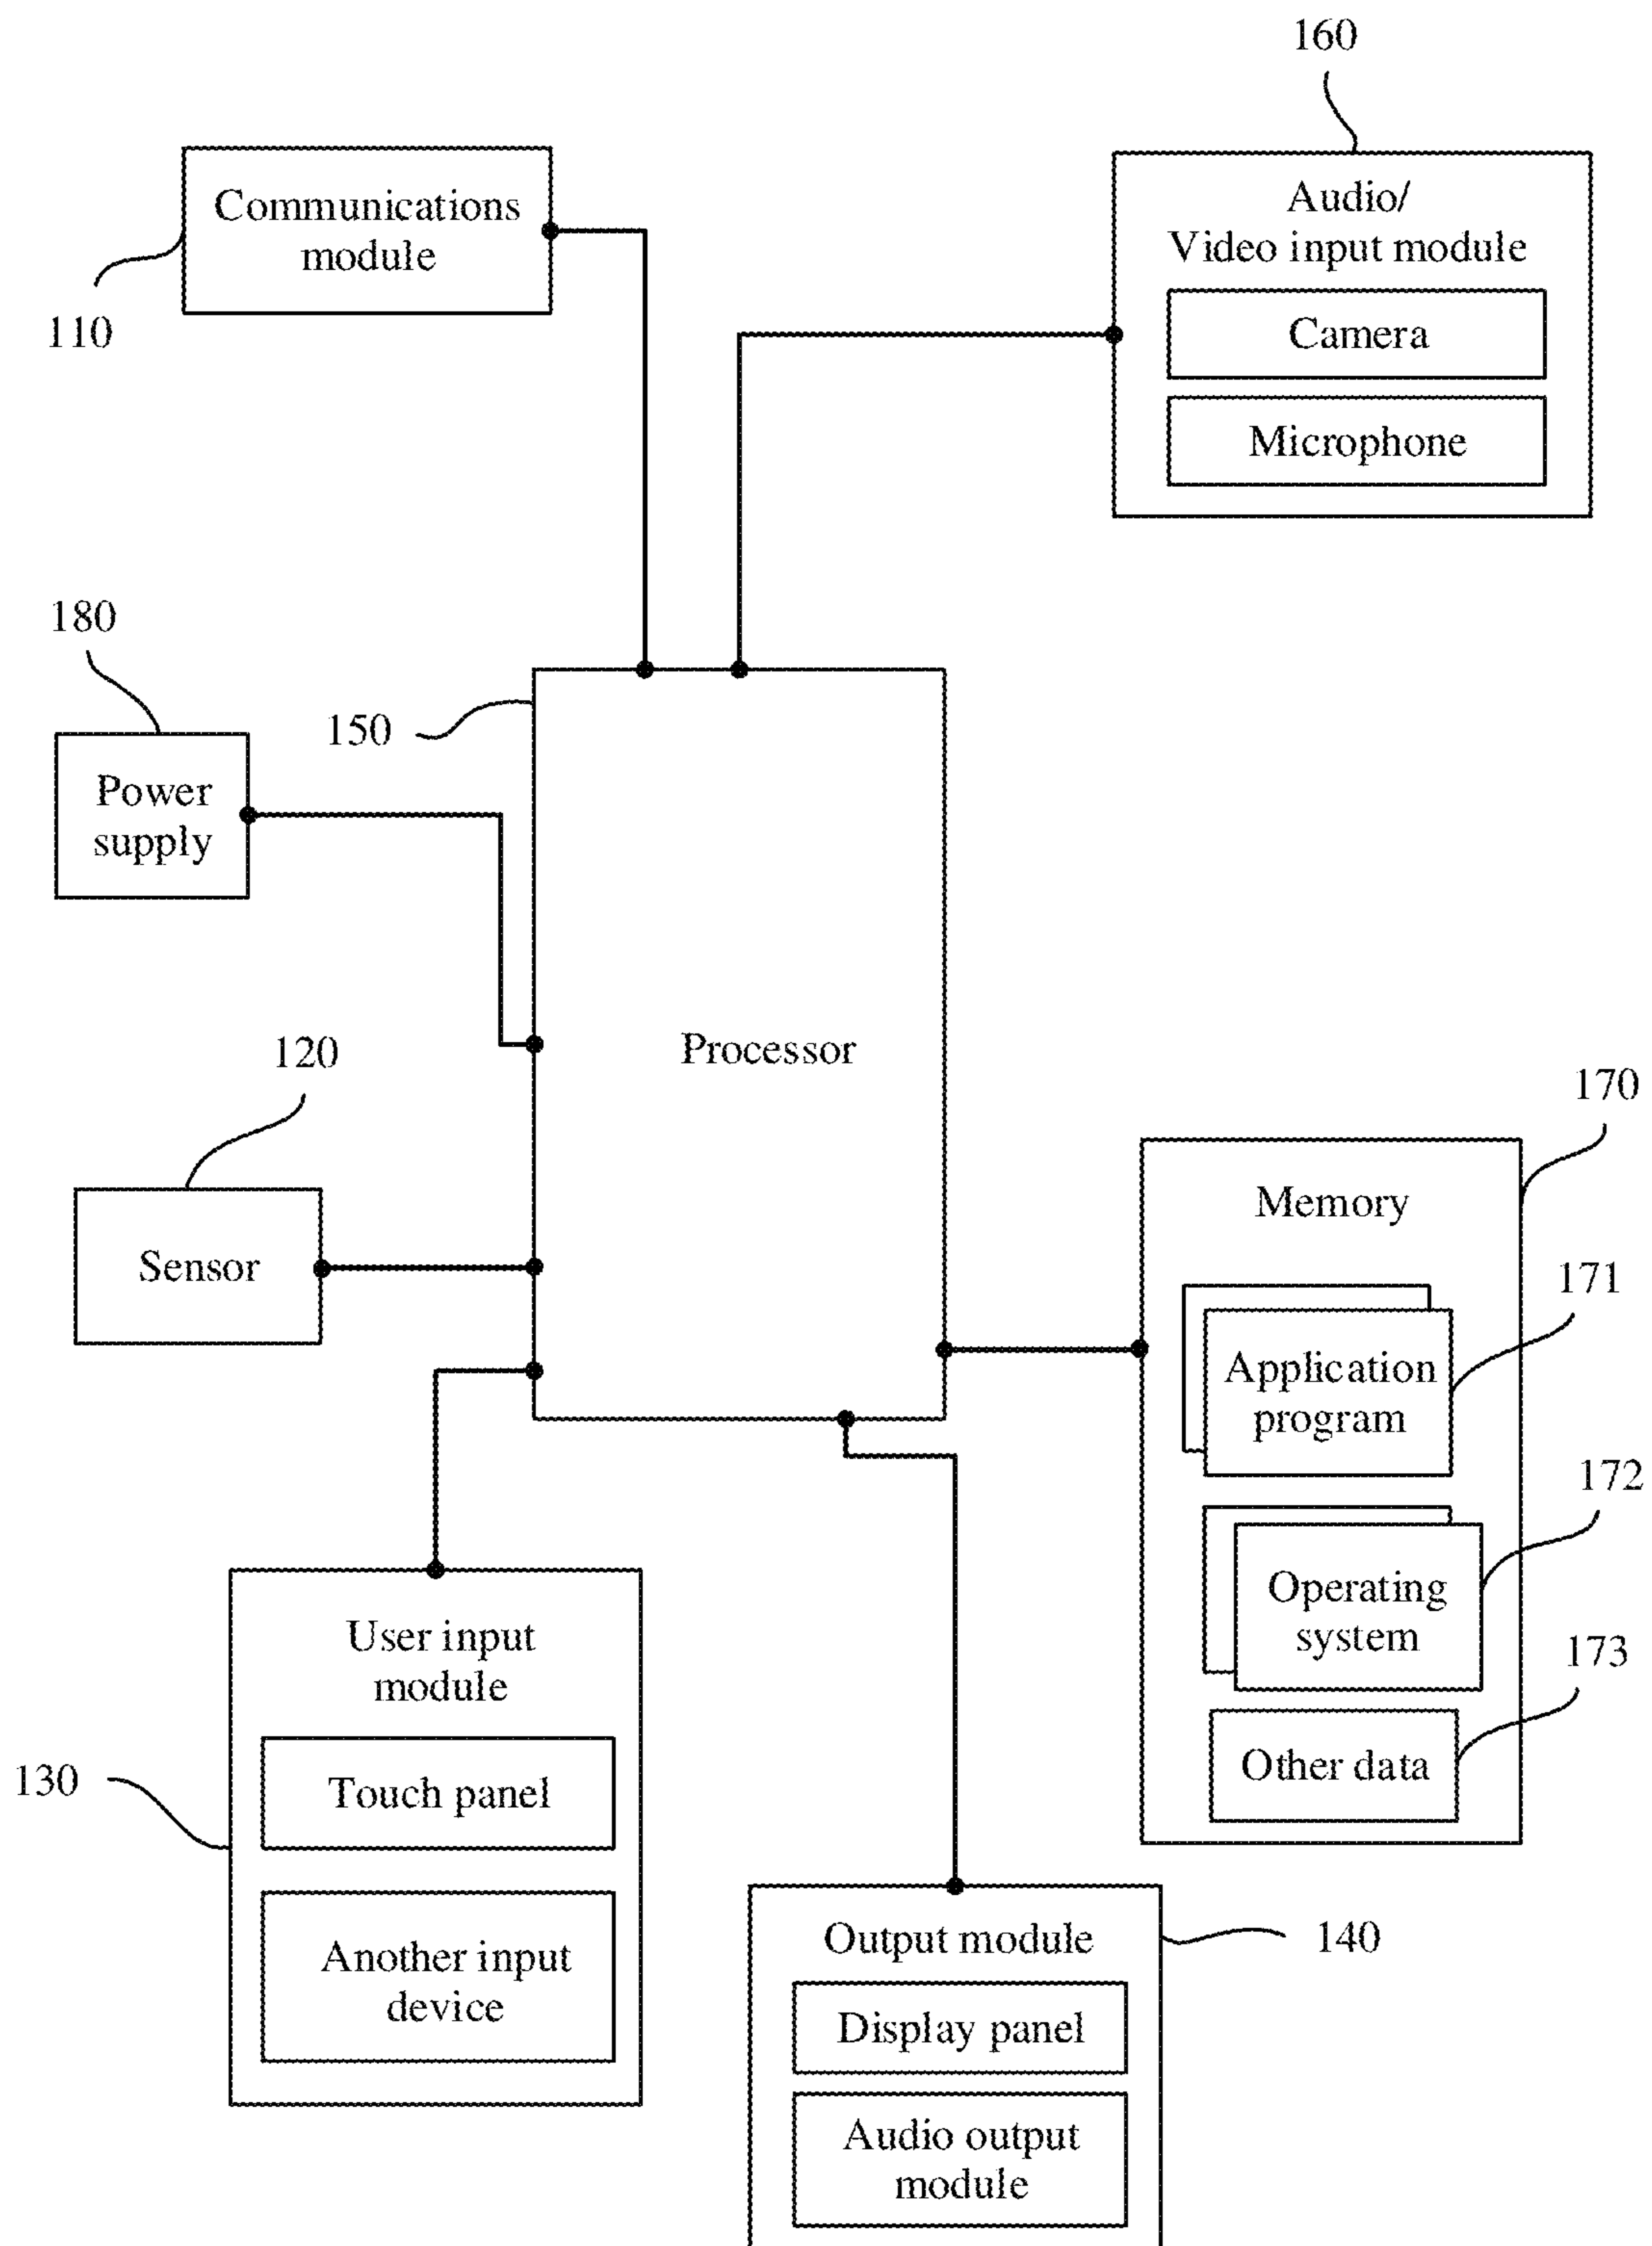 160
Communications
module
110
Audio/
Video input module
Camera
Microphone
180
Power
supply
150
Processor
120
Sensor
170
Memory
171
Application
program
172
Operating
system
173
Other data
User input
module
130
Touch panel
Another input
device
Output module
140
Display panel
Audio output
module